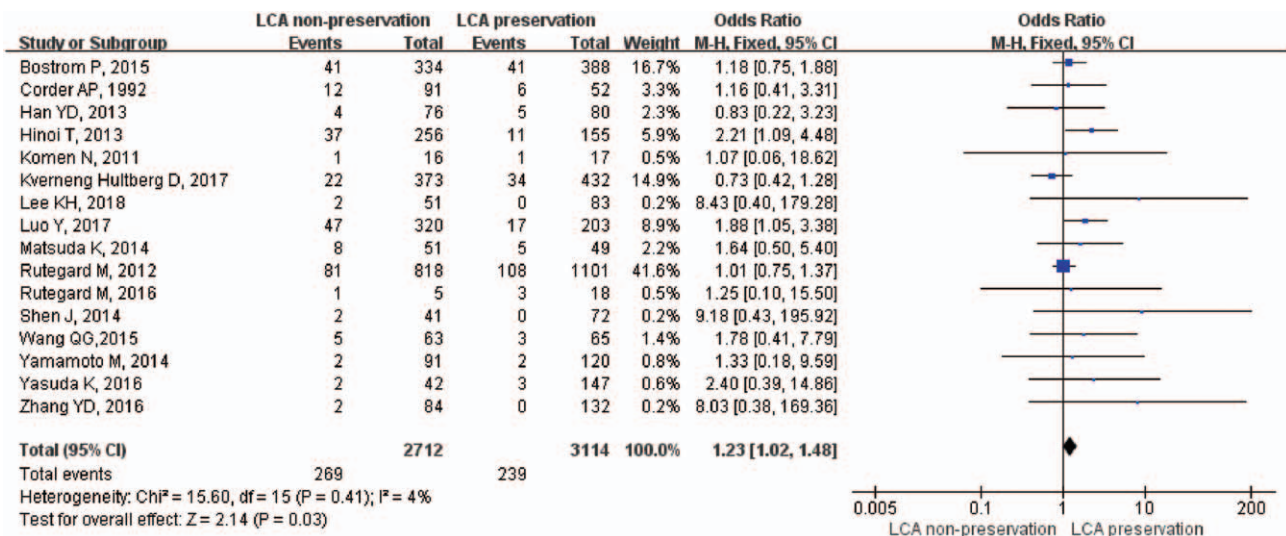 LCA non-preservation LCA preservation Odds Ratio Odds Ratio
Study or Subgroup Events Total Events Total Weight M-H, Fixed, 95% CI M-H, Fixed, 95% CI
Bostrom P, 2015 41 334 41 388 16.7% 1.18 [0.75, 1.88]
Corder AP, 1992 12 91 6 52 3.3% 1.16 [0.41, 3.31]
Han YD, 2013 4 76 5 80 2.3% 0.83 [0.22, 3.23]
Hinoi T, 2013 37 256 11 155 5.9% 2.21 [1.09, 4.48]
Komen N, 2011 1 16 1 17 0.5% 1.07 [0.06, 18.62]
Kverneng Hultberg D, 2017 22 373 34 432 14.9% 0.73 [0.42, 1.28]
Lee KH, 2018 2 51 0 83 0.2% 8.43 [0.40, 179.28]
Luo Y, 2017 47 320 17 203 8.9% 1.88 [1.05, 3.38]
Matsuda K, 2014 8 51 5 49 2.2% 1.64 [0.50, 5.40]
Rutegard M, 2012 81 818 108 1101 41.6% 1.01 [0.75, 1.37]
Rutegard M, 2016 1 5 3 18 0.5% 1.25 [0.10, 15.50]
Shen J, 2014 2 41 0 72 0.2% 9.18 [0.43, 195.92]
Wang QG,2015 5 63 3 65 1.4% 1.78 [0.41, 7.79]
Yamamoto M, 2014 2 91 2 120 0.8% 1.33 [0.18, 9.59]
Yasuda K, 2016 2 42 3 147 0.6% 2.40 [0.39, 14.86]
Zhang YD, 2016 2 84 0 132 0.2% 8.03 [0.38, 169.36]
Total (95% CI) 2712 3114 100.0% 1.23 [1.02, 1.48]
Total events 269 239
Heterogeneity: Chi² = 15.60, df = 15 (P = 0.41); I² = 4%
Test for overall effect: Z = 2.14 (P = 0.03)
0.005 0.1 1 10 200
LCA non-preservation LCA preservation